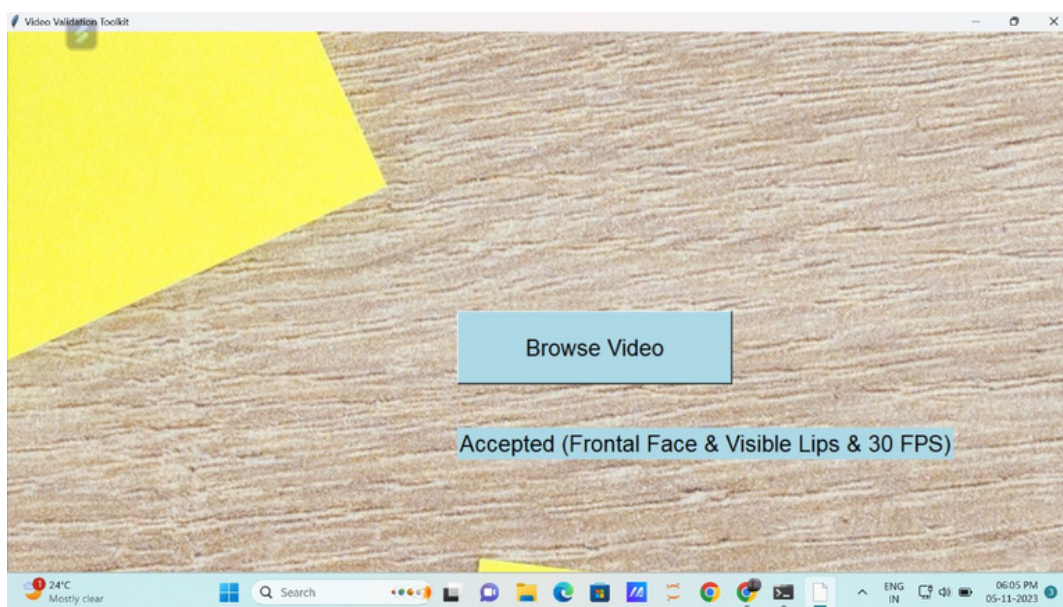 Video Validation Toolkit
Browse Video
Accepted (Frontal Face & Visible Lips & 30 FPS)
1
24°C
Mostly clear
Search
ENG
IN
06:05 PM
05-11-2023